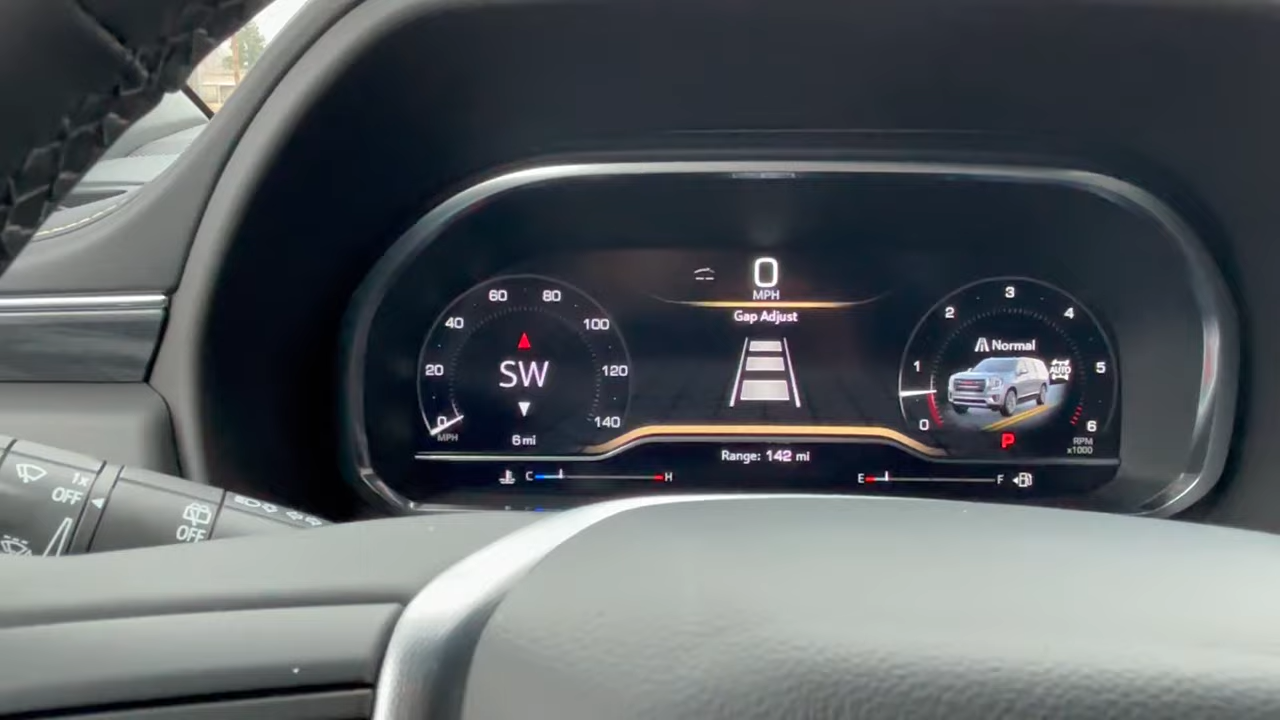 0
MPH
Gap Adjust
0
20
40
60
80
100
120
140
MPH
SW
6 mi
0
1
2
3
4
5
6
RPM
x1000
Normal
AUTO
P
Range: 142 mi
C
H
E
F
1x
OFF
OFF